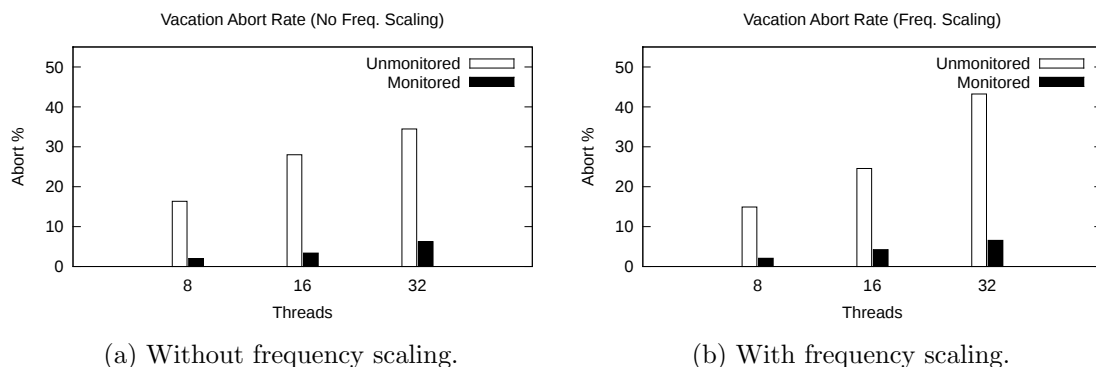 Vacation Abort Rate (No Freq. Scaling)
50
40
30
20
10
0
Abort %
Unmonitored
Monitored
8 16 32
Threads
(a) Without frequency scaling.
Vacation Abort Rate (Freq. Scaling)
50
40
30
20
10
0
Abort %
Unmonitored
Monitored
8 16 32
Threads
(b) With frequency scaling.